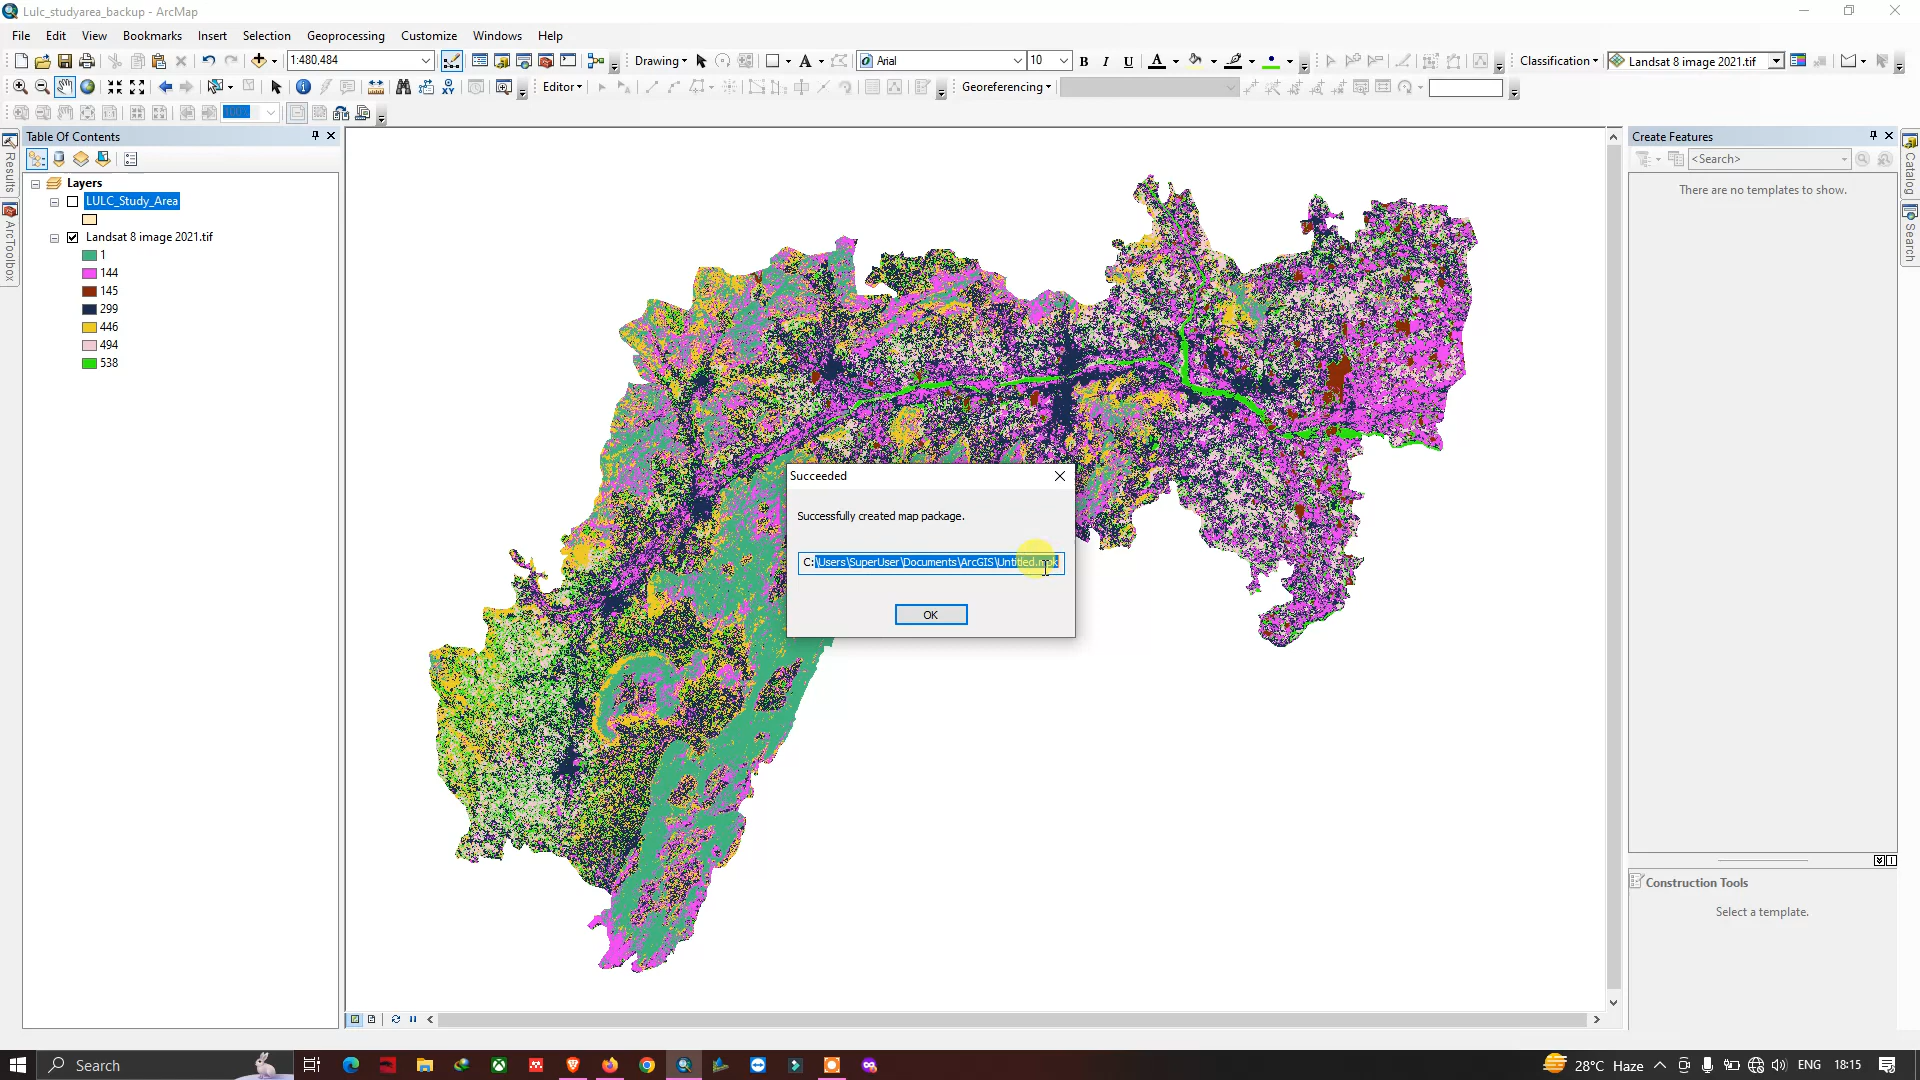 Lulc_studyarea_backup - ArcMap
File Edit View Bookmarks Insert Selection Geoprocessing Customize Windows Help
1:480,484 Drawing Arial 10 B I U A Classification Landsat 8 image 2021.tif
Editor Georeferencing
100%
Table Of Contents
Create Features
Results
ArcToolbox
Catalog
Search
<Search>
There are no templates to show.
Layers
LULC_Study_Area
Landsat 8 image 2021.tif
1
144
145
299
446
494
538
Succeeded
Successfully created map package.
C:\Users\SuperUser\Documents\ArcGIS\Untitled.mpk
OK
Construction Tools
Select a template.
Search
28°C Haze ENG 18:15